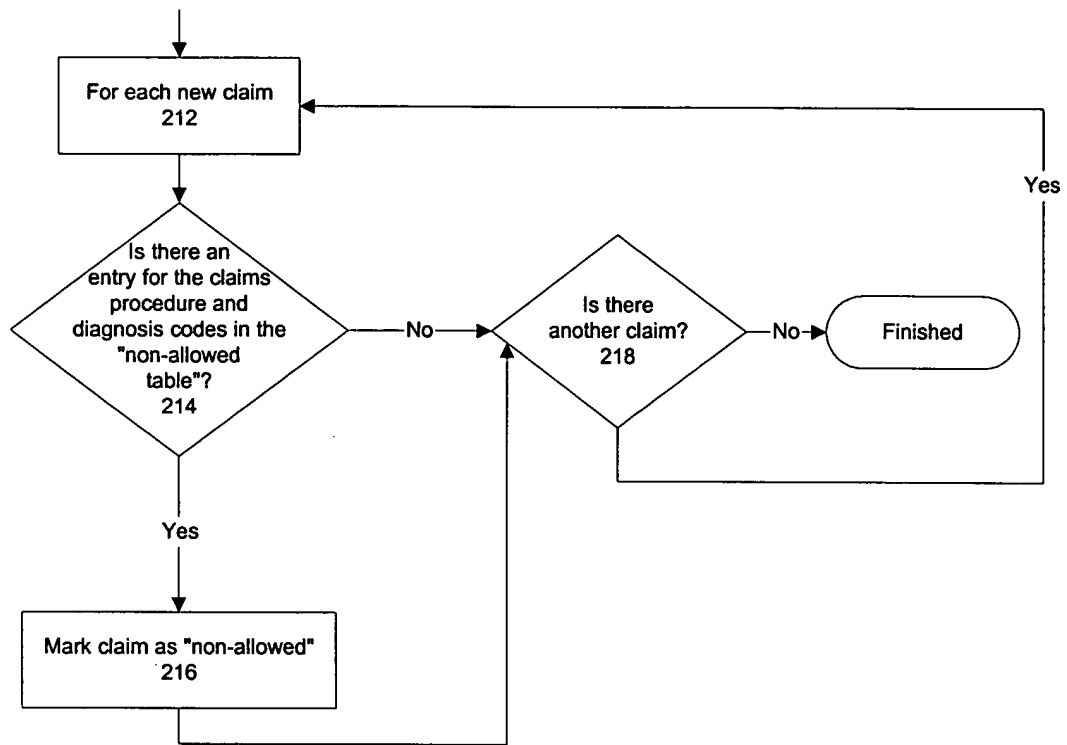 For each new claim
212
Yes
Is there an
entry for the claims
procedure and
diagnosis codes in the
"non-allowed
table"?
214
No
Is there
another claim?
218
No
Finished
Yes
Mark claim as "non-allowed"
216